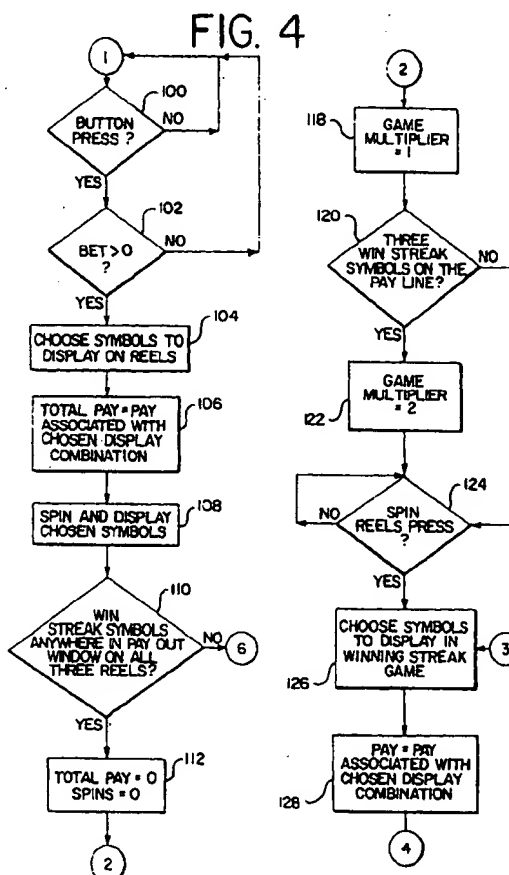 FIG. 4
1
100
BUTTON
PRESS ?
NO
YES
102
BET > 0
?
NO
YES
104
CHOOSE SYMBOLS TO
DISPLAY ON REELS
106
TOTAL PAY = PAY
ASSOCIATED WITH
CHOSEN DISPLAY
COMBINATION
108
SPIN AND DISPLAY
CHOSEN SYMBOLS
110
WIN
STREAK SYMBOLS
ANYWHERE IN PAY OUT
WINDOW ON ALL
THREE REELS?
NO
6
YES
112
TOTAL PAY = 0
SPINS = 0
2
2
118
GAME
MULTIPLIER
= 1
120
THREE
WIN STREAK
SYMBOLS ON THE
PAY LINE?
NO
YES
GAME
MULTIPLIER
= 2
122
124
NO
SPIN
REELS PRESS
?
YES
CHOOSE SYMBOLS
TO DISPLAY IN
WINNING STREAK
GAME
126
3
PAY = PAY
ASSOCIATED WITH
CHOSEN DISPLAY
COMBINATION
128
4